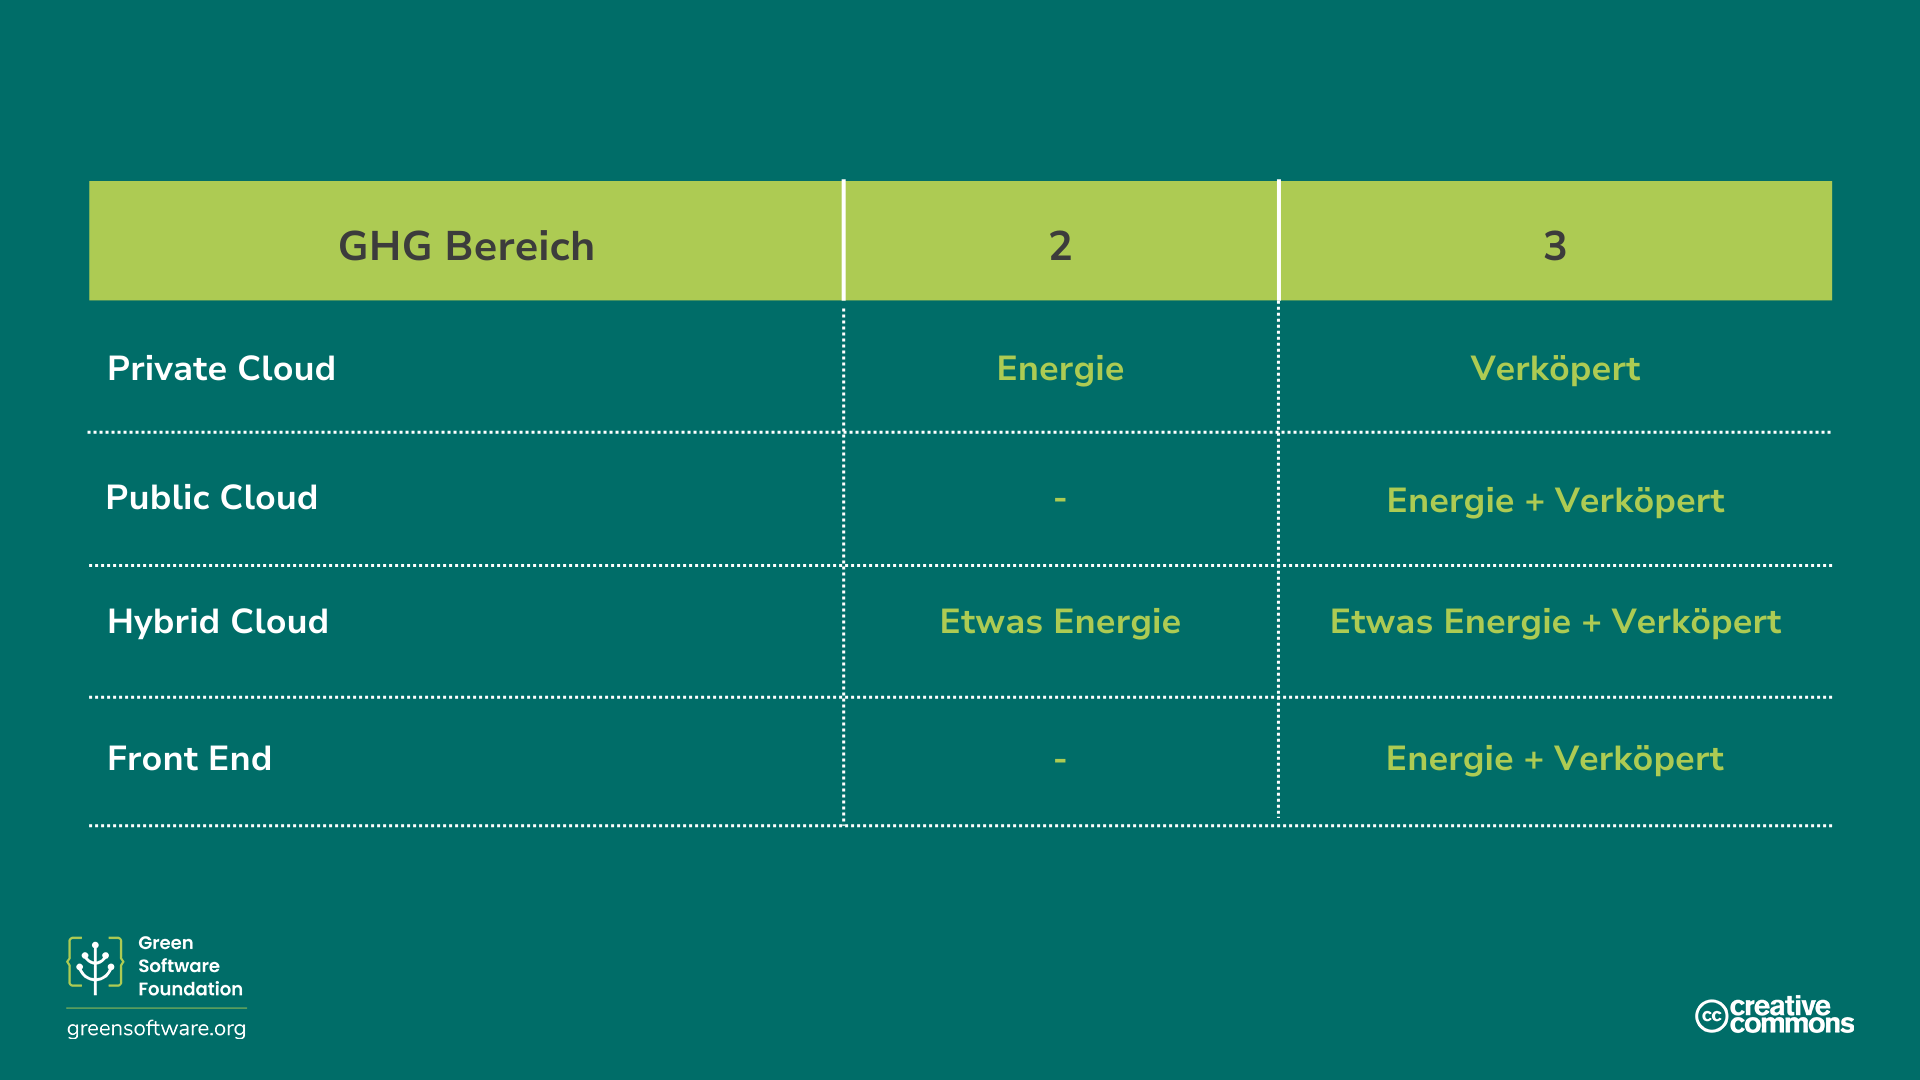 GHG Bereich 2 3
Private Cloud Energie Verköpert
Public Cloud - Energie + Verköpert
Hybrid Cloud Etwas Energie Etwas Energie + Verköpert
Front End - Energie + Verköpert
Green
Software
Foundation
greensoftware.org
cc creative
commons